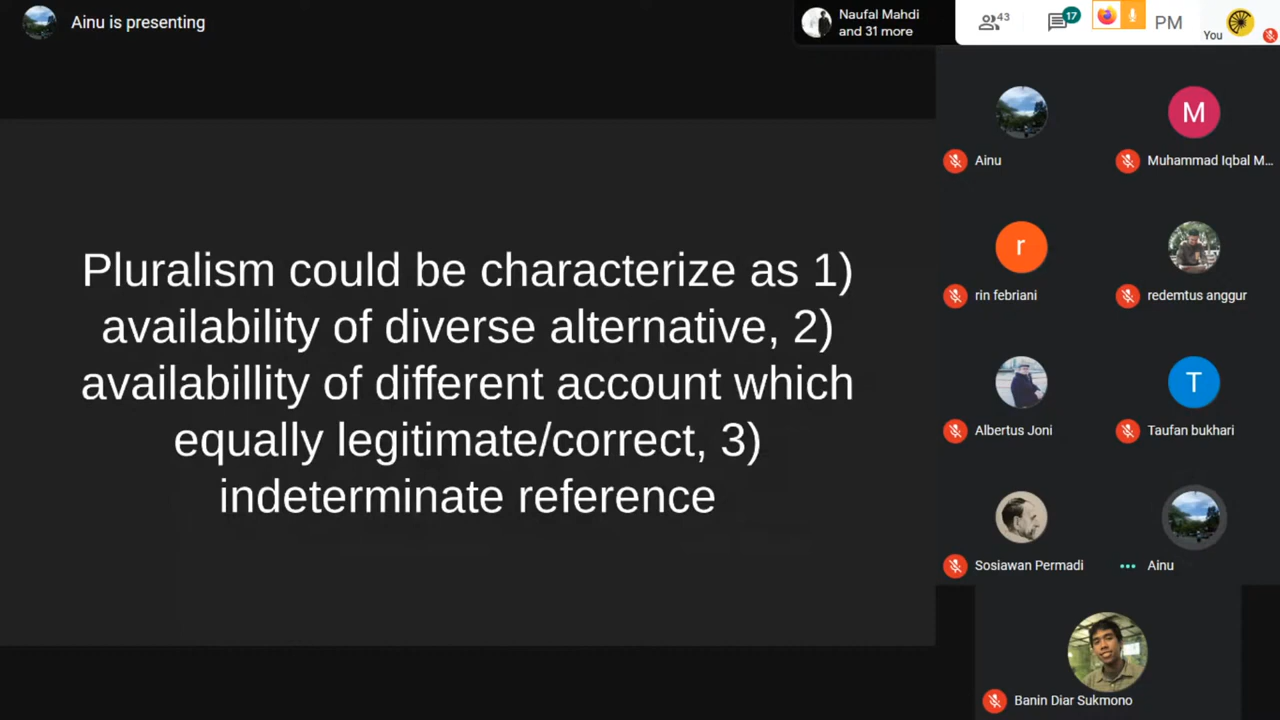 Ainu is presenting
Naufal Mahdi
and 31 more
43
17
PM
You
Pluralism could be characterize as 1)
availability of diverse alternative, 2)
availabillity of different account which
equally legitimate/correct, 3)
indeterminate reference
Ainu
M
Muhammad Iqbal M...
r
rin febriani
redemtus anggur
Albertus Joni
T
Taufan bukhari
Sosiawan Permadi
Ainu
Banin Diar Sukmono